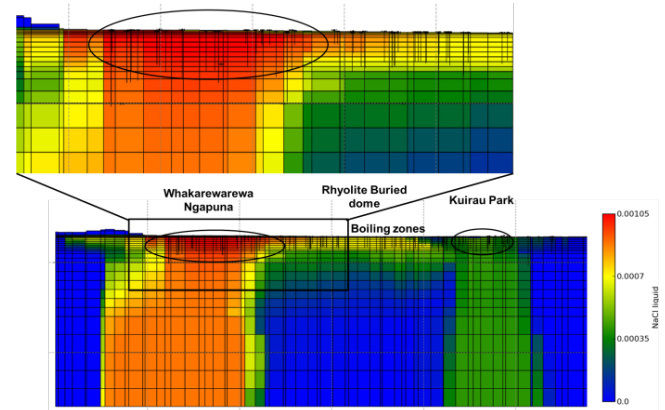 Whakarewarewa
Ngapuna
Rhyolite Buried
dome
Kuirau Park
Boiling zones
0.00105
0.0007
0.00035
0.0
NaCl liquid